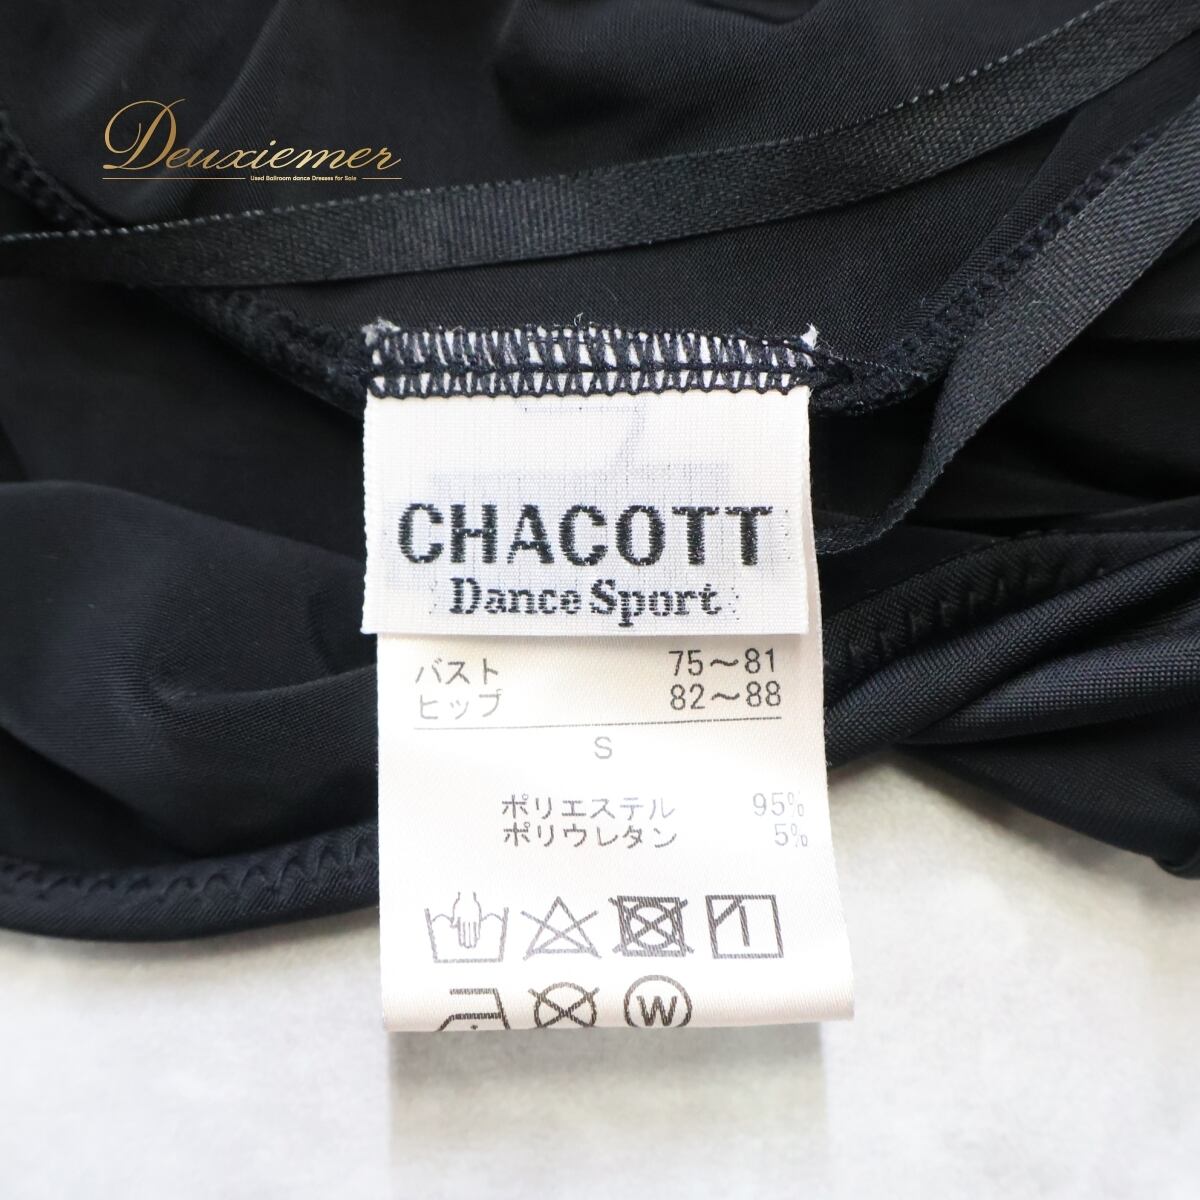 Deuxiemer
Used Ballroom dance Dresses for Sale
CHACOTT
Dance Sport
バスト 75～81
ヒップ 82～88
S
ポリエステル 95%
ポリウレタン 5%
W